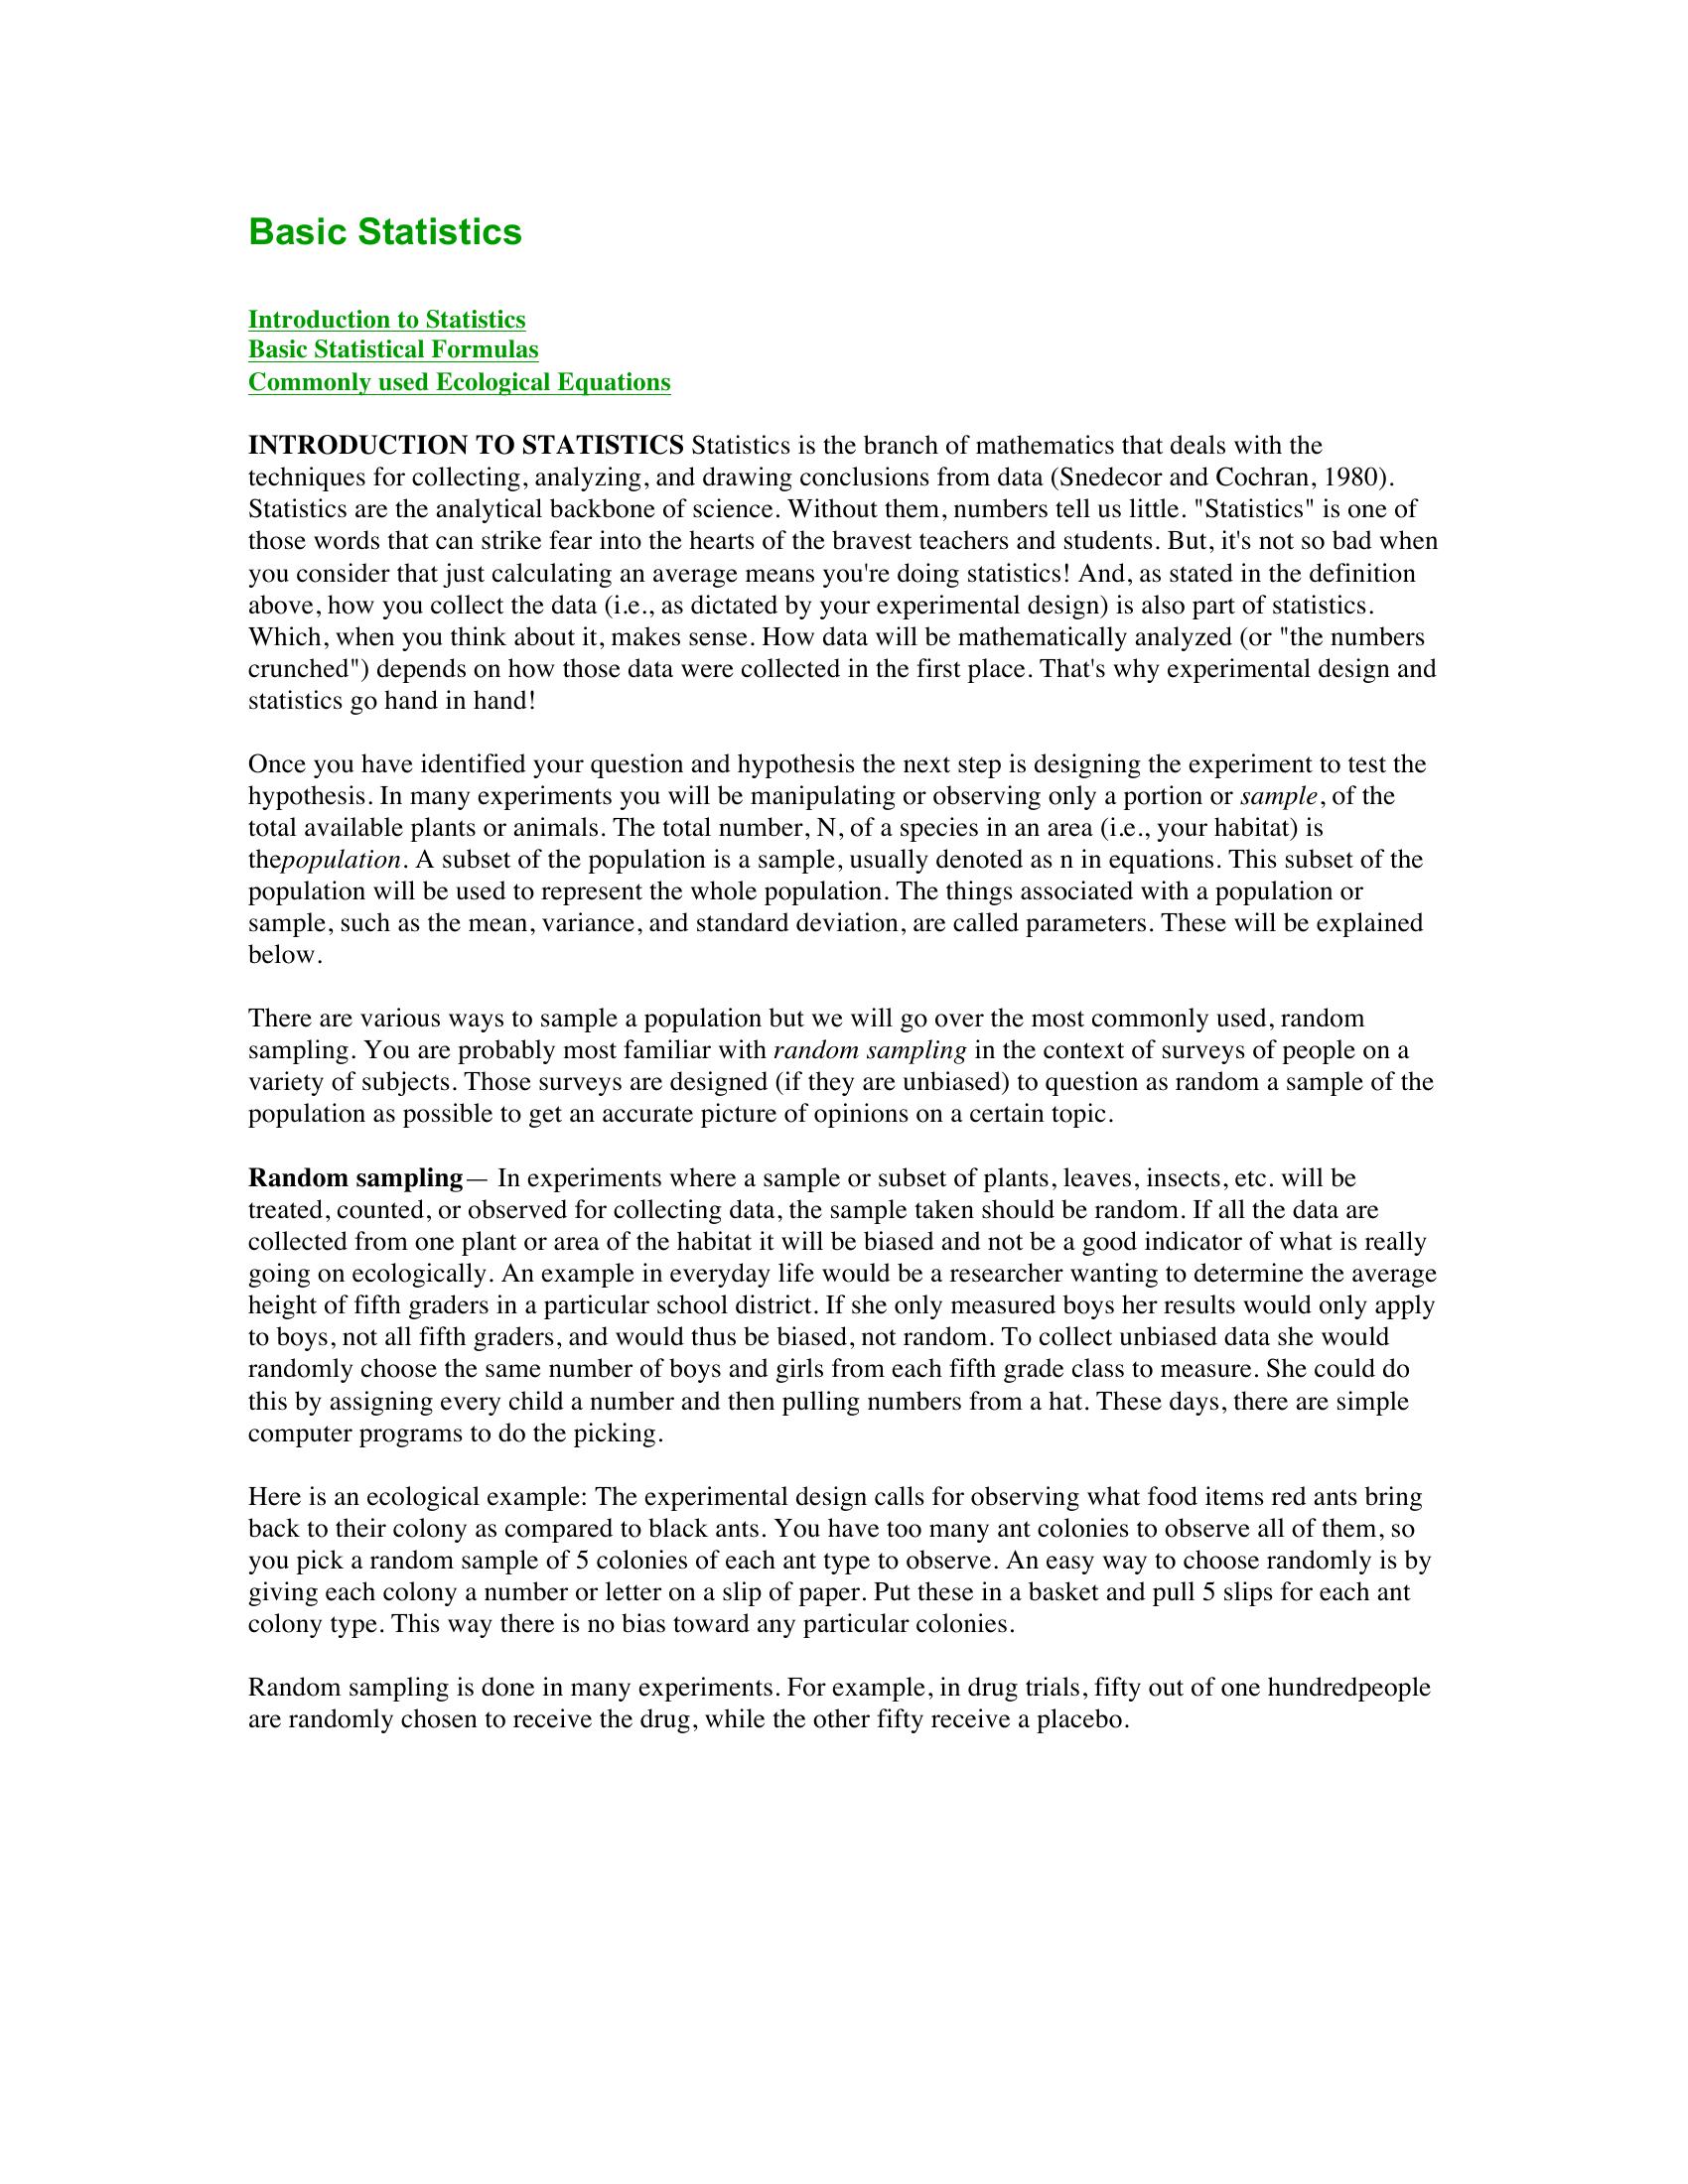 Basic Statistics
Introduction to Statistics
Basic Statistical Formulas
Commonly used Ecological Equations
INTRODUCTION TO STATISTICS Statistics is the branch of mathematics that deals with the
techniques for collecting, analyzing, and drawing conclusions from data (Snedecor and Cochran, 1980).
Statistics are the analytical backbone of science. Without them, numbers tell us little. "Statistics" is one of
those words that can strike fear into the hearts of the bravest teachers and students. But, it's not so bad when
you consider that just calculating an average means you're doing statistics! And, as stated in the definition
above, how you collect the data (i.e., as dictated by your experimental design) is also part of statistics.
Which, when you think about it, makes sense. How data will be mathematically analyzed (or "the numbers
crunched") depends on how those data were collected in the first place. That's why experimental design and
statistics go hand in hand!
Once you have identified your question and hypothesis the next step is designing the experiment to test the
hypothesis. In many experiments you will be manipulating or observing only a portion or sample, of the
total available plants or animals. The total number, N, of a species in an area (i.e., your habitat) is
thepopulation. A subset of the population is a sample, usually denoted as n in equations. This subset of the
population will be used to represent the whole population. The things associated with a population or
sample, such as the mean, variance, and standard deviation, are called parameters. These will be explained
below.
There are various ways to sample a population but we will go over the most commonly used, random
sampling. You are probably most familiar with random sampling in the context of surveys of people on a
variety of subjects. Those surveys are designed (if they are unbiased) to question as random a sample of the
population as possible to get an accurate picture of opinions on a certain topic.
Random sampling— In experiments where a sample or subset of plants, leaves, insects, etc. will be
treated, counted, or observed for collecting data, the sample taken should be random. If all the data are
collected from one plant or area of the habitat it will be biased and not be a good indicator of what is really
going on ecologically. An example in everyday life would be a researcher wanting to determine the average
height of fifth graders in a particular school district. If she only measured boys her results would only apply
to boys, not all fifth graders, and would thus be biased, not random. To collect unbiased data she would
randomly choose the same number of boys and girls from each fifth grade class to measure. She could do
this by assigning every child a number and then pulling numbers from a hat. These days, there are simple
computer programs to do the picking.
Here is an ecological example: The experimental design calls for observing what food items red ants bring
back to their colony as compared to black ants. You have too many ant colonies to observe all of them, so
you pick a random sample of 5 colonies of each ant type to observe. An easy way to choose randomly is by
giving each colony a number or letter on a slip of paper. Put these in a basket and pull 5 slips for each ant
colony type. This way there is no bias toward any particular colonies.
Random sampling is done in many experiments. For example, in drug trials, fifty out of one hundredpeople
are randomly chosen to receive the drug, while the other fifty receive a placebo.